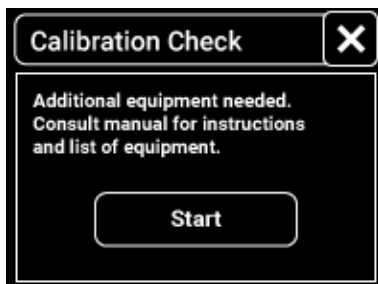 Calibration Check
Additional equipment needed.
Consult manual for instructions
and list of equipment.
Start